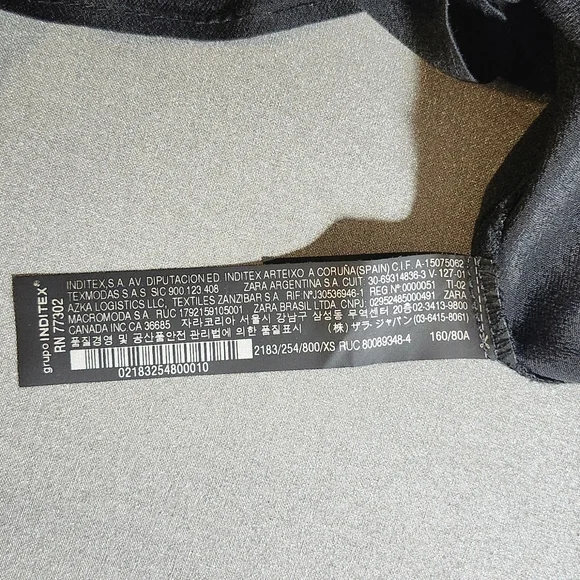 grupo INDITEX®
RN 77302
INDITEX,S.A. AV. DIPUTACION ED. INDITEX ARTEIXO A CORUÑA(SPAIN) C.I.F. A-15075062
TEXMODAS S A S SIC 900 123 408 ZARA ARGENTINA S.A. CUIT 30-69314836-3 V-127-01
AZKA LOGISTICS LLC, TEXTILES ZANZIBAR S.A. RIF NºJ30536946-1 REG Nº0000051 TI-02
MACROMODA S.A. RUC 1792159105001 ZARA BRASIL LTDA. CNPJ: 02952485000491 ZARA
CANADA INC.CA 36685 자라코리아 서울시 강남구 삼성동 무역센터 02-3413-9800
품질경영 및 공산품안전 관리법에 의한 품질표시 (株) ザラ ジャパン (03-6415-8061)
2183/254/800/XS RUC 80089348-4 160/80A
02183254800010